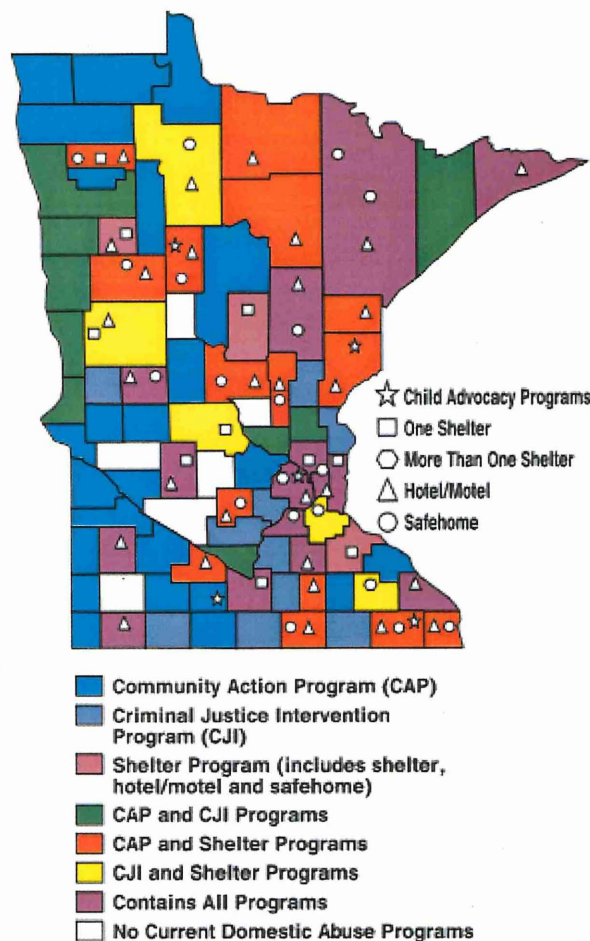 Child Advocacy Programs
One Shelter
More Than One Shelter
Hotel/Motel
Safehome
Community Action Program (CAP)
Criminal Justice Intervention
Program (CJI)
Shelter Program (includes shelter,
hotel/motel and safehome)
CAP and CJI Programs
CAP and Shelter Programs
CJI and Shelter Programs
Contains All Programs
No Current Domestic Abuse Programs